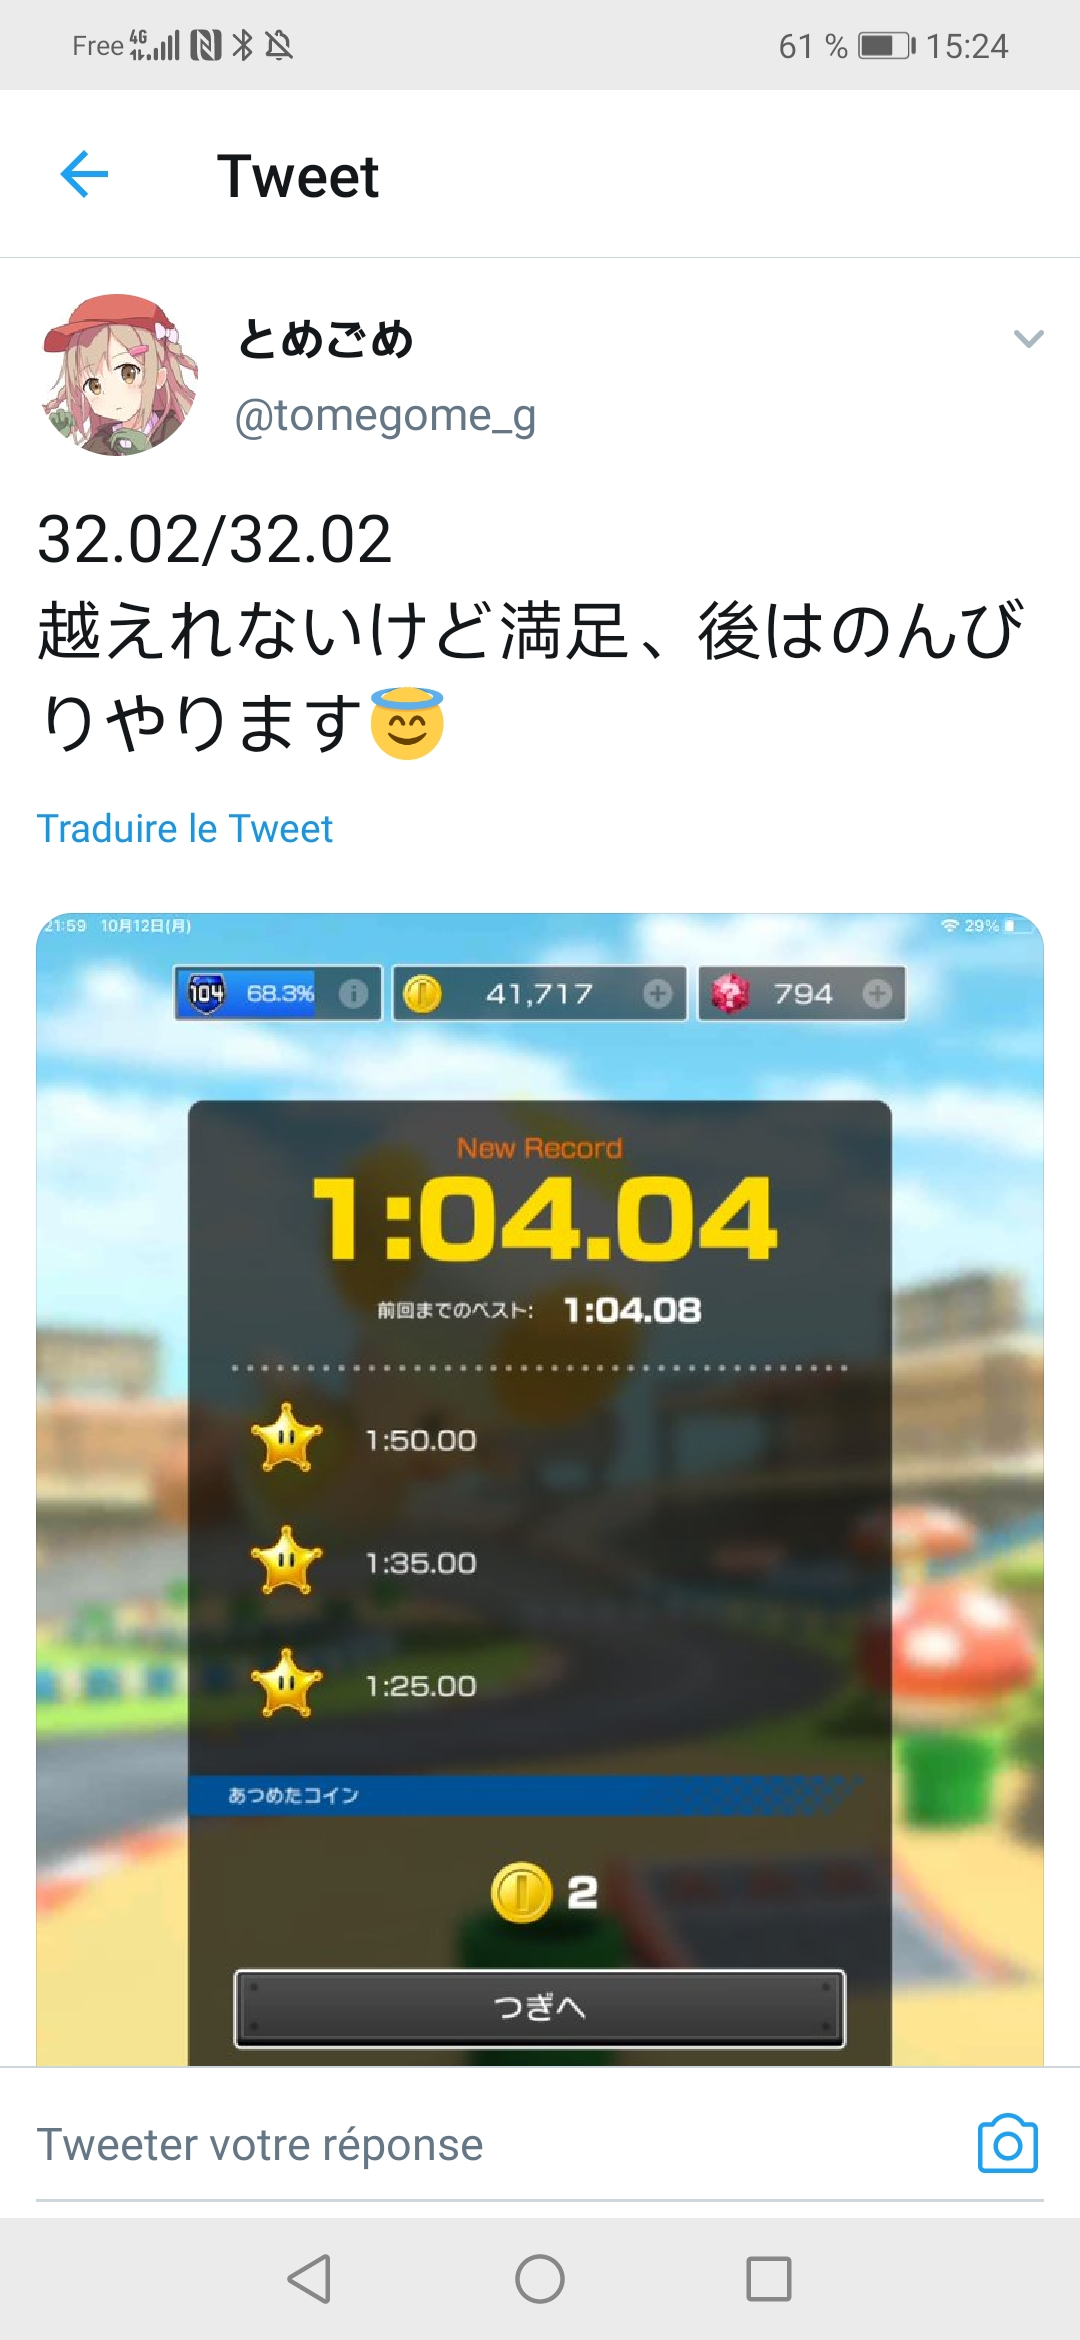 Free 4G 61 % 15:24
Tweet
とめごめ
@tomegome_g
32.02/32.02
越えれないけど満足、後はのんび
りやります😇
Traduire le Tweet
21:59 10月12日(月) 29%
104 68.3% 41,717 794
New Record
1:04.04
前回までのベスト: 1:04.08
1:50.00
1:35.00
1:25.00
あつめたコイン
2
つぎへ
Tweeter votre réponse